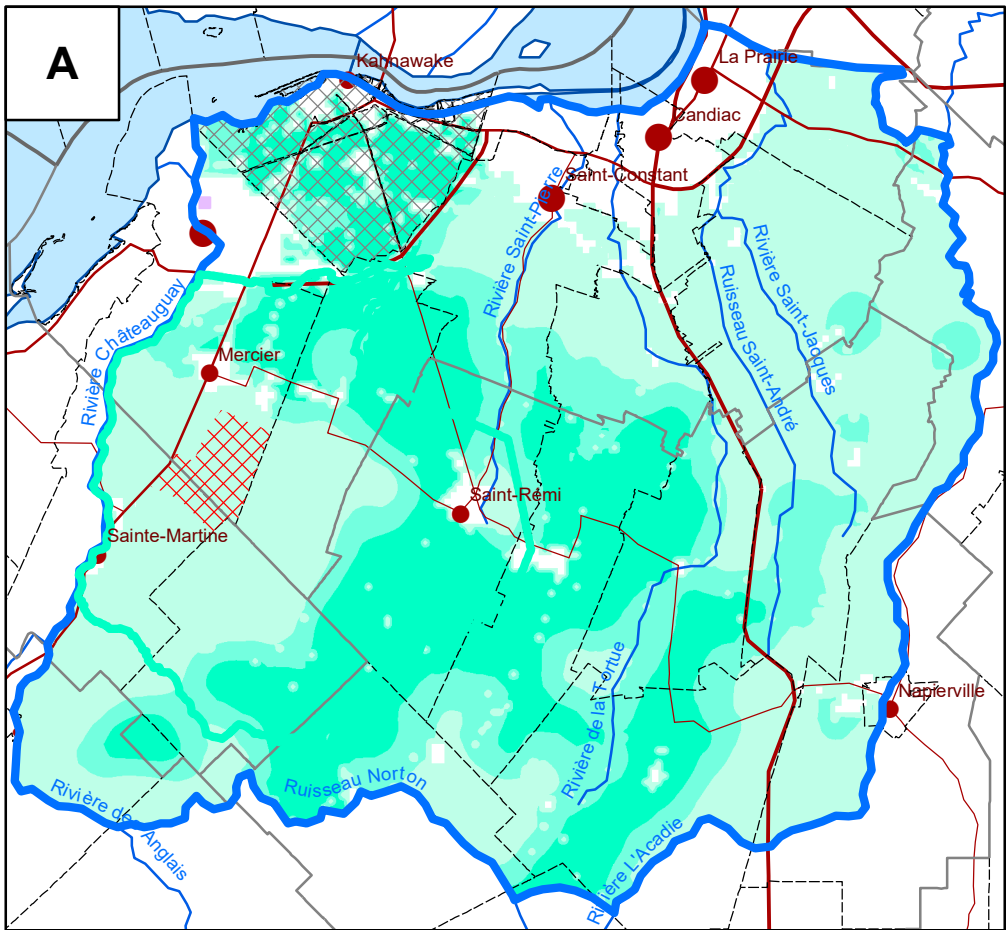 A
Kahnawake
La Prairie
Candiac
Saint-Constant
Rivière Saint-Pierre
Rivière Saint-Jacques
Ruisseau Saint-André
Rivière Châteauguay
Mercier
Saint-Rémi
Sainte-Martine
Rivière de la Tortue
Napierville
Ruisseau Norton
Rivière des Anglais
Rivière L'Acadie